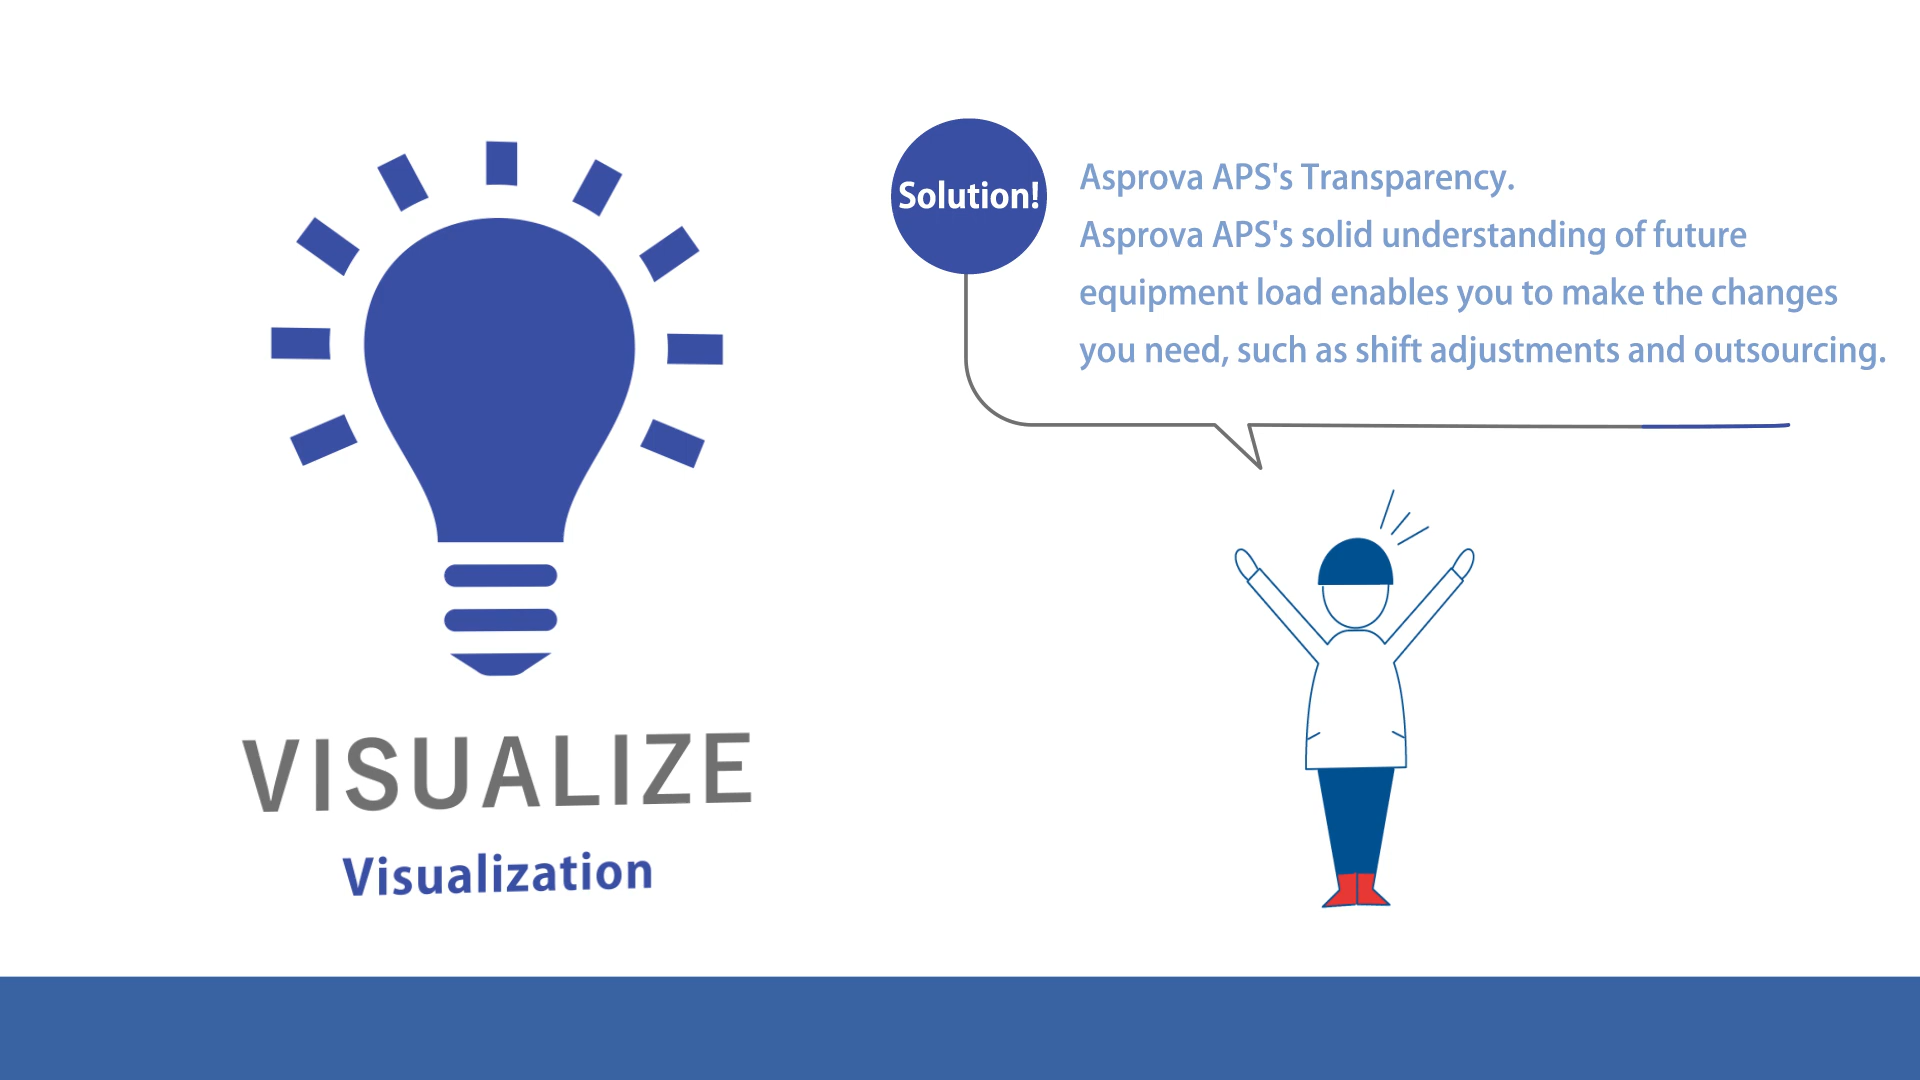 Solution!
Asprova APS's Transparency.
Asprova APS's solid understanding of future
equipment load enables you to make the changes
you need, such as shift adjustments and outsourcing.
VISUALIZE
Visualization